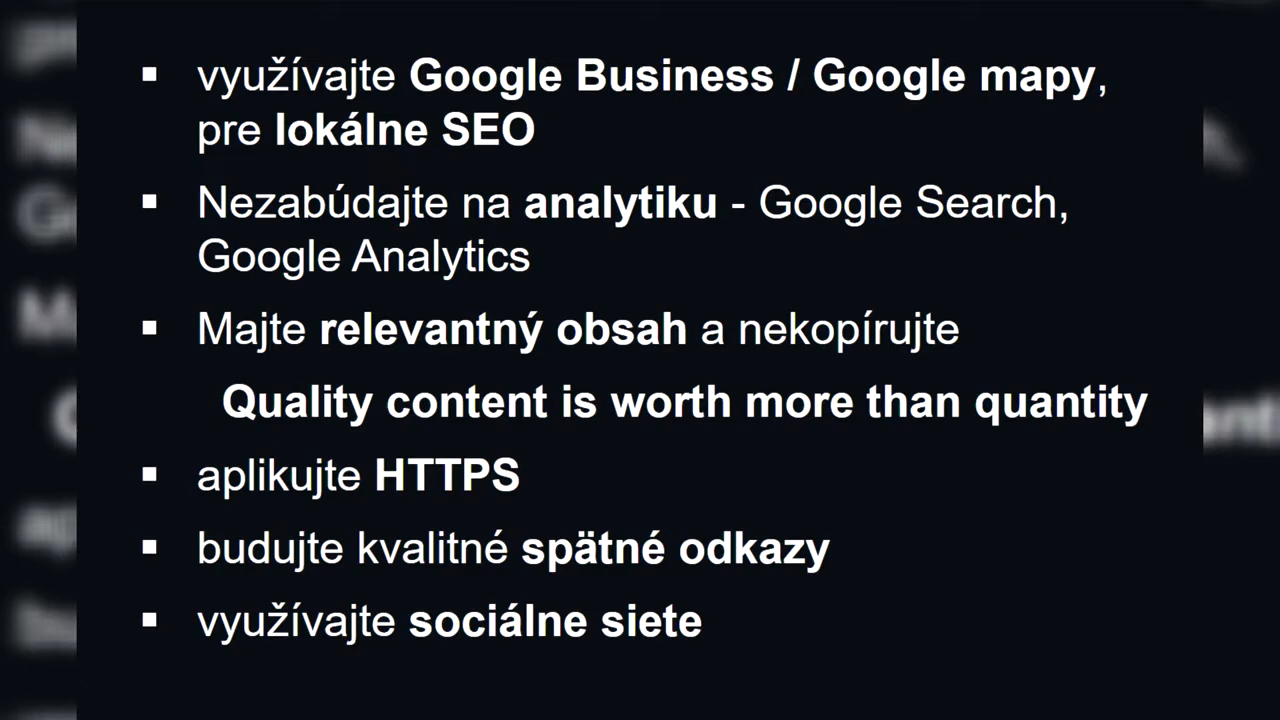 ▪ využívajte Google Business / Google mapy,
pre lokálne SEO
▪ Nezabúdajte na analytiku - Google Search,
Google Analytics
▪ Majte relevantný obsah a nekopírujte
Quality content is worth more than quantity
▪ aplikujte HTTPS
▪ budujte kvalitné spätné odkazy
▪ využívajte sociálne siete